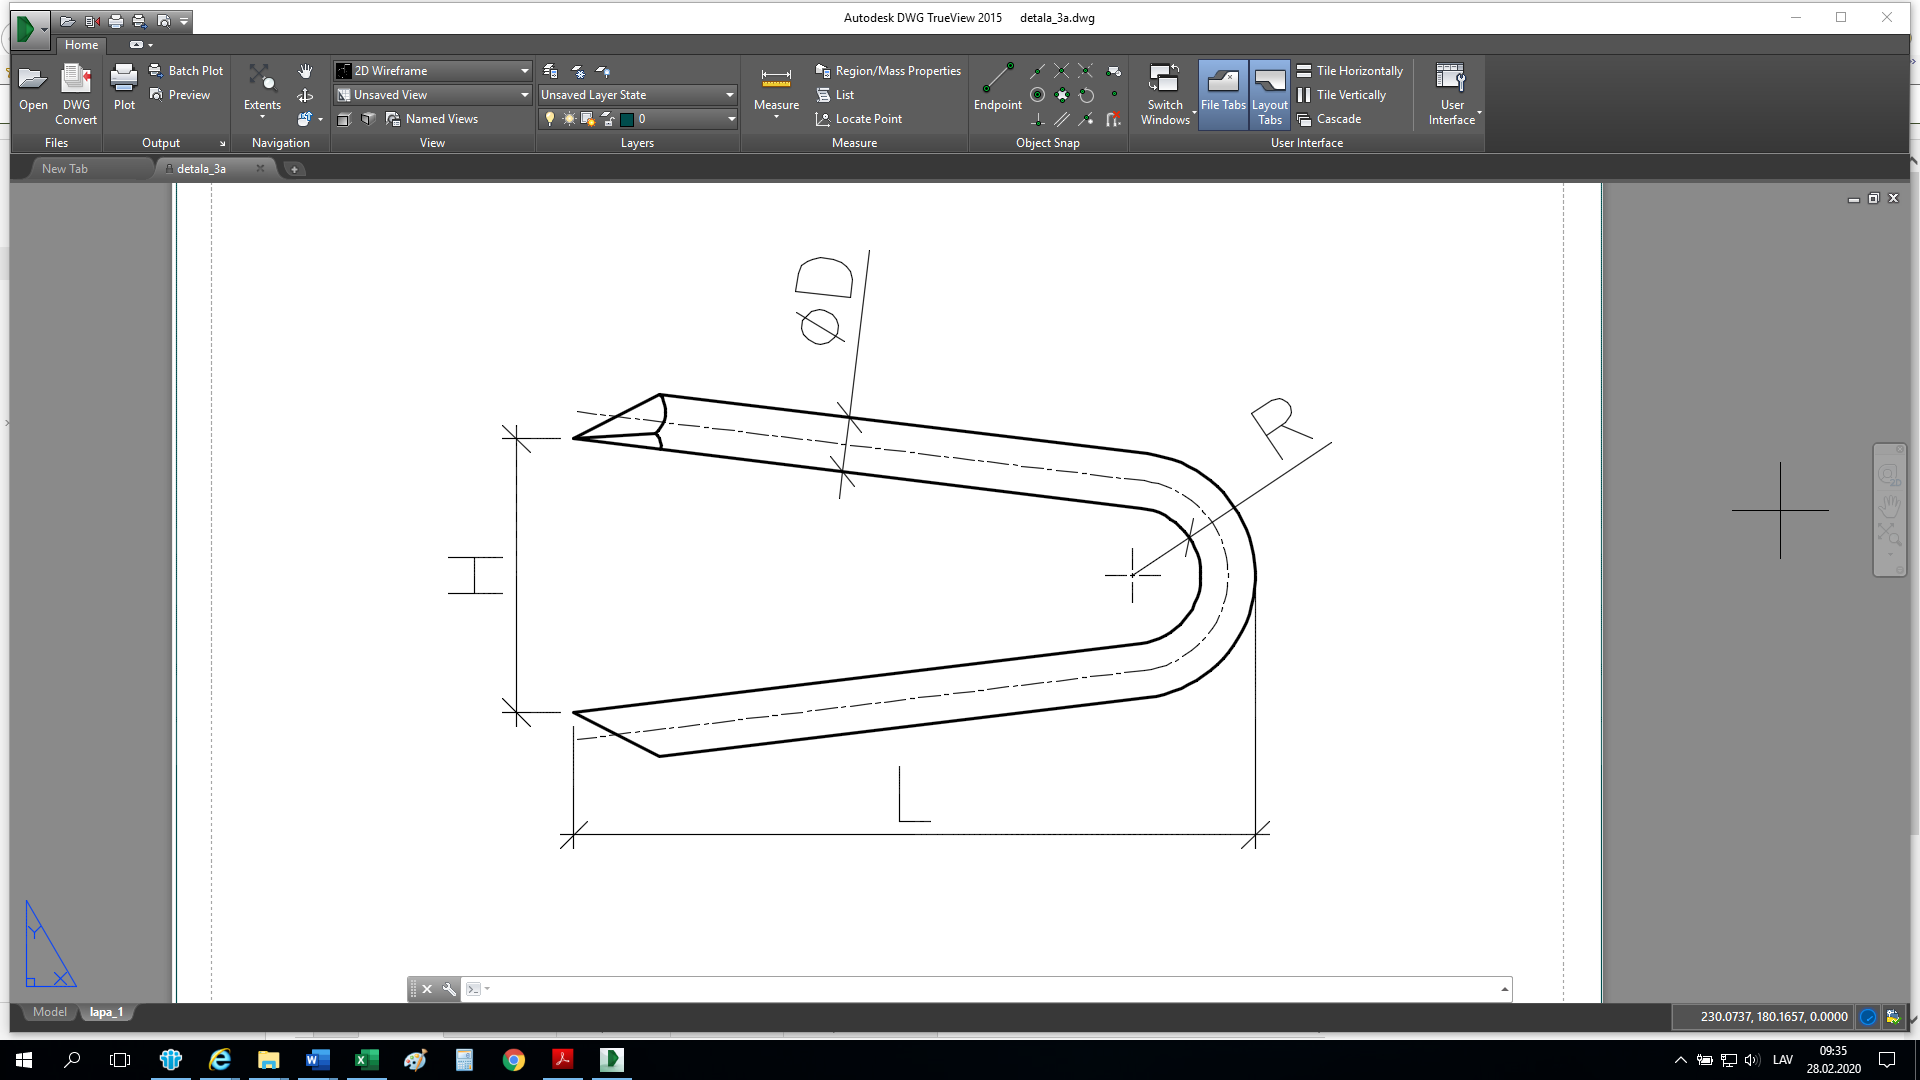 Autodesk DWG TrueView 2015 detala_3a.dwg
Home
Open
DWG Convert
Files
Plot
Batch Plot
Preview
Output
Extents
Navigation
2D Wireframe
Unsaved View
Named Views
View
Unsaved Layer State
0
Layers
Measure
Region/Mass Properties
List
Locate Point
Measure
Endpoint
Object Snap
Switch Windows
File Tabs
Layout Tabs
Tile Horizontally
Tile Vertically
Cascade
User Interface
User Interface
New Tab
detala_3a
⌀D
R
H
L
2D
Y
X
Model
lapa_1
230.0737, 180.1657, 0.0000
LAV
09:35
28.02.2020